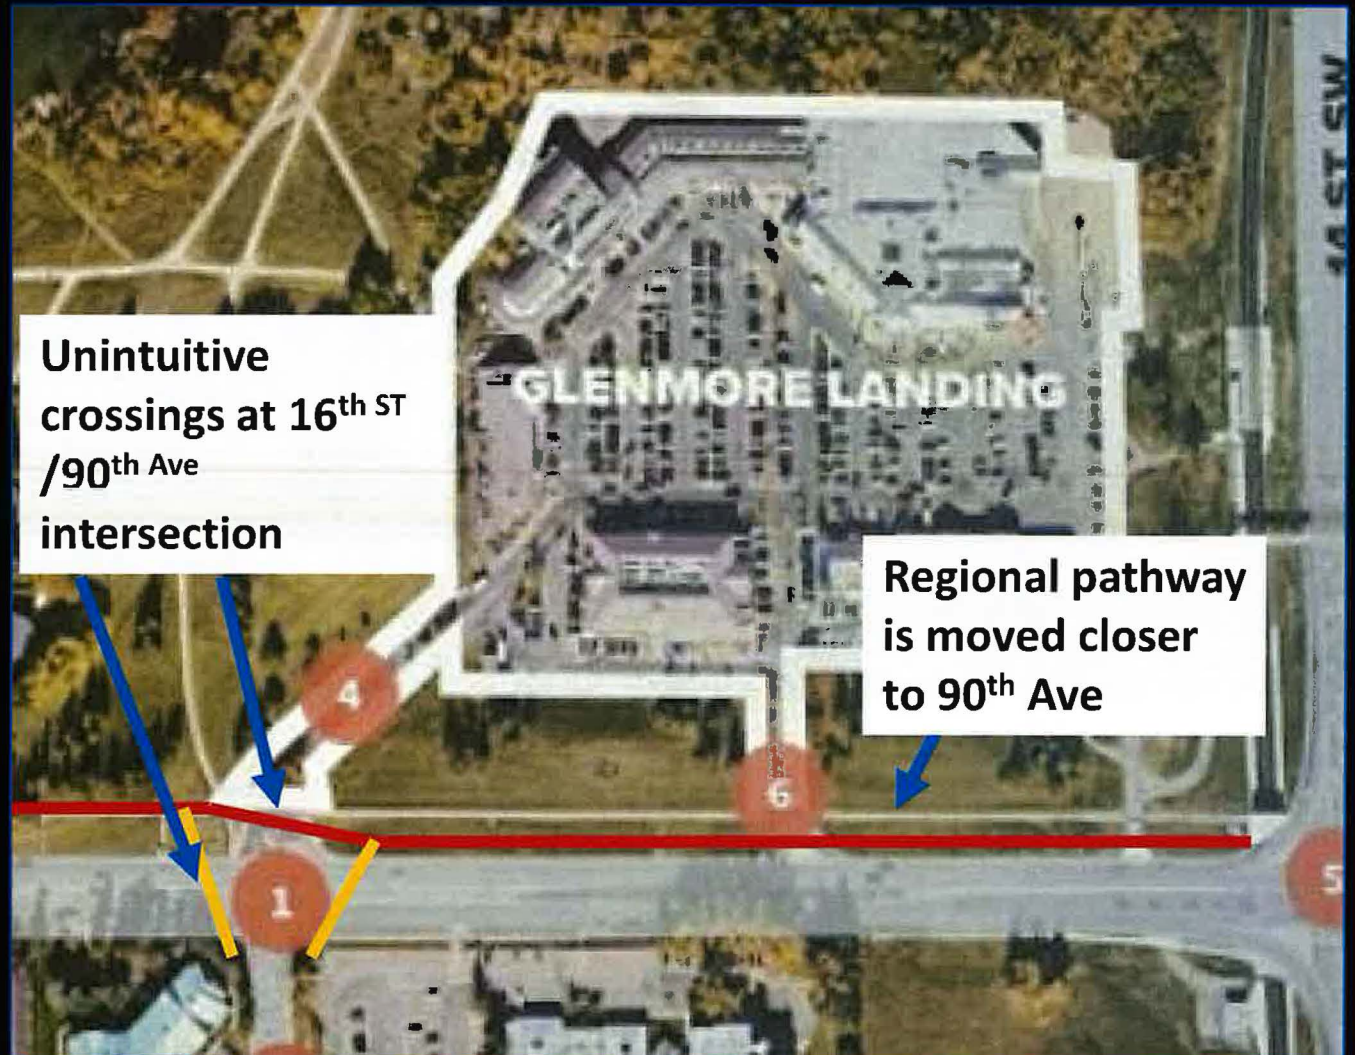 14 ST SW
Unintuitive
crossings at 16th ST
/90th Ave
intersection
GLENMORE LANDING
Regional pathway
is moved closer
to 90th Ave
4
6
1
5